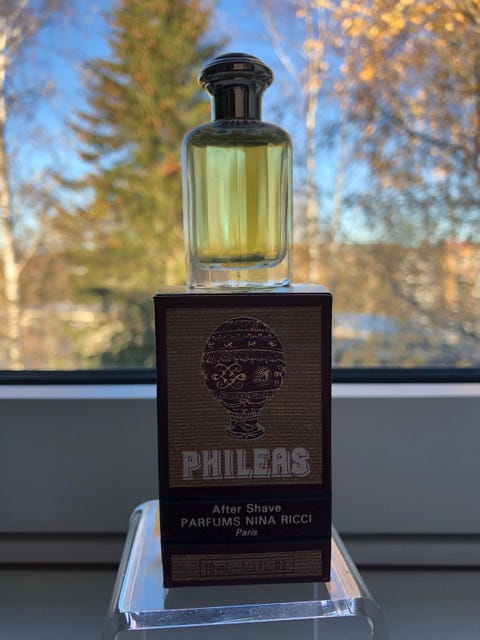 PHILEAS
After Shave
PARFUMS NINA RICCI
Paris
10 ml - 1/3 FL. OZ.